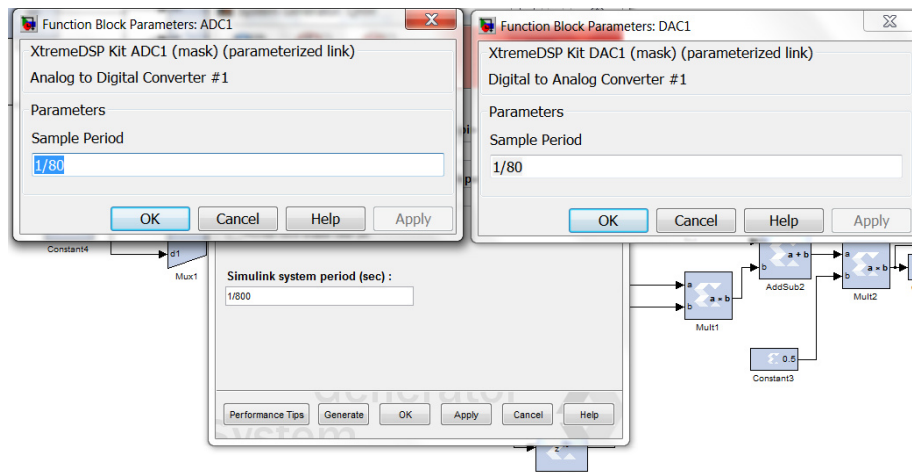 Function Block Parameters: ADC1
XtremeDSP Kit ADC1 (mask) (parameterized link)
Analog to Digital Converter #1
Parameters
Sample Period
1/80
OK Cancel Help Apply
Function Block Parameters: DAC1
XtremeDSP Kit DAC1 (mask) (parameterized link)
Digital to Analog Converter #1
Parameters
Sample Period
1/80
OK Cancel Help Apply
Constant4
d1
Mux1
Simulink system period (sec) :
1/800
Performance Tips Generate OK Apply Cancel Help
Generator
System
a
b
a × b
Mult1
b
a + b
AddSub2
a
b
a × b
Mult2
0.5
Constant3
z